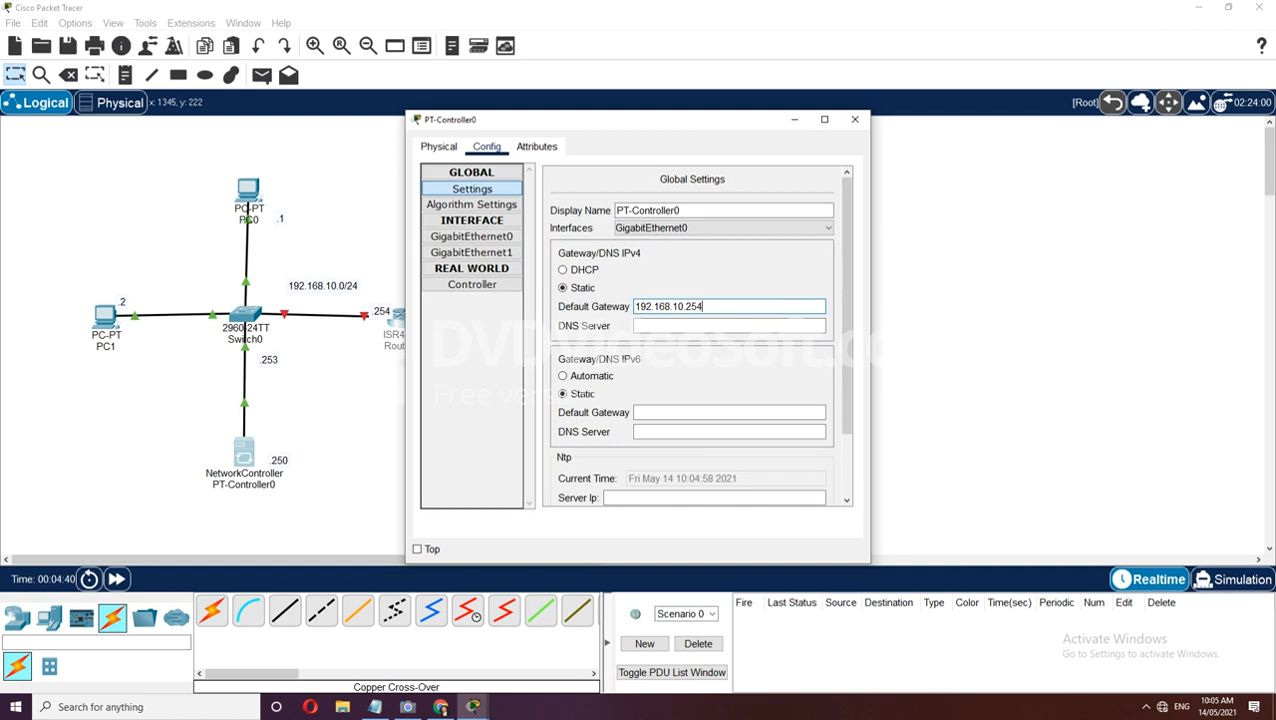 Cisco Packet Tracer
File Edit Options View Tools Extensions Window Help
Logical Physical x: 1345, y: 222 [Root] 02:24:00
PT-Controller0
Physical Config Attributes
GLOBAL
Settings
Algorithm Settings
INTERFACE
GigabitEthernet0
GigabitEthernet1
REAL WORLD
Controller
Global Settings
Display Name PT-Controller0
Interfaces GigabitEthernet0
Gateway/DNS IPv4
DHCP
Static
Default Gateway 192.168.10.254
DNS Server
Gateway/DNS IPv6
Automatic
Static
Default Gateway
DNS Server
Ntp
Current Time: Fri May 14 10:04:58 2021
Server Ip:
Top
PC-PT
PC0
.1
192.168.10.0/24
.2
PC-PT
PC1
2960-24TT
Switch0
.254
ISR4
Rout
.253
.250
NetworkController
PT-Controller0
DVDVideosoft.co
Free vers
Time: 00:04:40 Realtime Simulation
Scenario 0
New Delete
Toggle PDU List Window
Fire Last Status Source Destination Type Color Time(sec) Periodic Num Edit Delete
Activate Windows
Go to Settings to activate Windows.
Copper Cross-Over
Search for anything
ENG
10:05 AM
14/05/2021